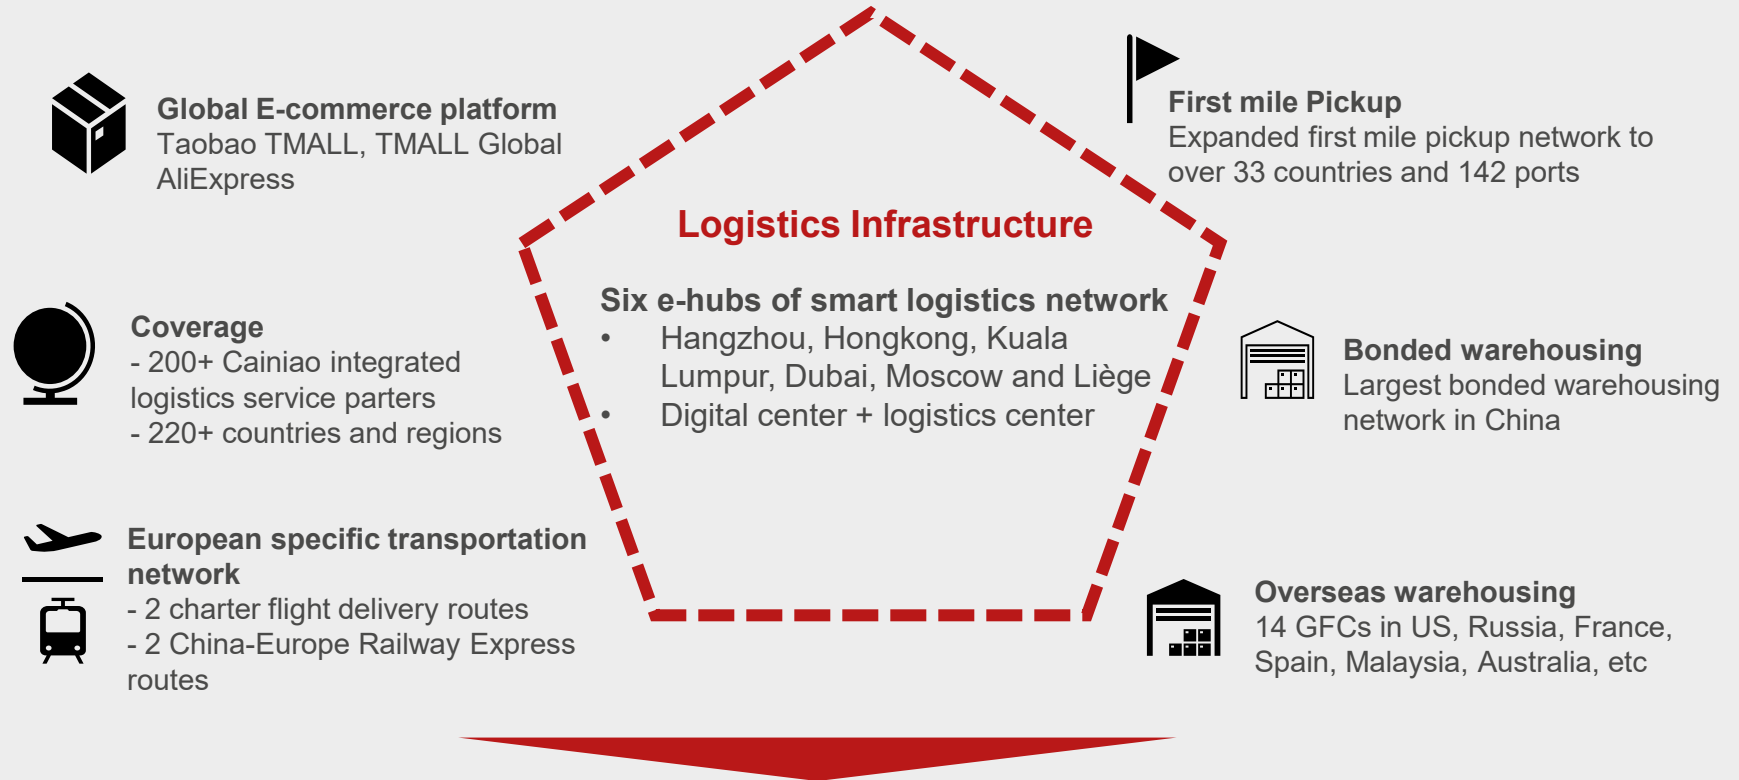 Global E-commerce platform
Taobao TMALL, TMALL Global
AliExpress
Coverage
- 200+ Cainiao integrated
logistics service parters
- 220+ countries and regions
European specific transportation
network
- 2 charter flight delivery routes
- 2 China-Europe Railway Express
routes
Logistics Infrastructure
Six e-hubs of smart logistics network
• Hangzhou, Hongkong, Kuala
Lumpur, Dubai, Moscow and Liège
• Digital center + logistics center
First mile Pickup
Expanded first mile pickup network to
over 33 countries and 142 ports
Bonded warehousing
Largest bonded warehousing
network in China
Overseas warehousing
14 GFCs in US, Russia, France,
Spain, Malaysia, Australia, etc